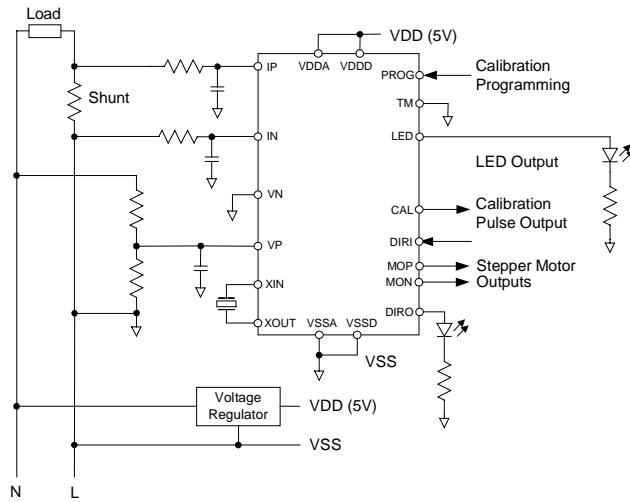 Load
VDD (5V)
VDDA VDDD
IP
PROG
Calibration
Programming
Shunt
TM
IN
LED
LED Output
VN
CAL
Calibration
Pulse Output
DIRI
VP
MOP
Stepper Motor
XIN
MON
Outputs
DIRO
XOUT
VSSA VSSD
VSS
Voltage
Regulator
VDD (5V)
VSS
N L